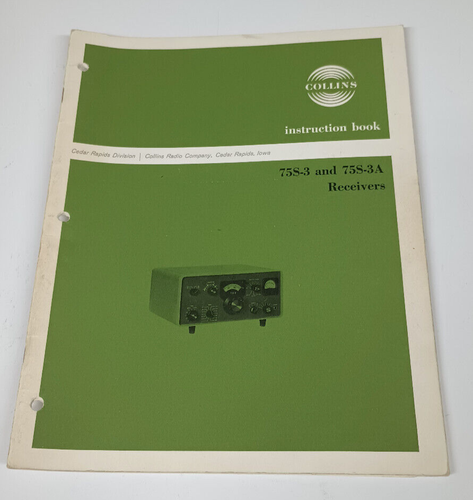 COLLINS
instruction book
Cedar Rapids Division | Collins Radio Company, Cedar Rapids, Iowa
75S-3 and 75S-3A
Receivers